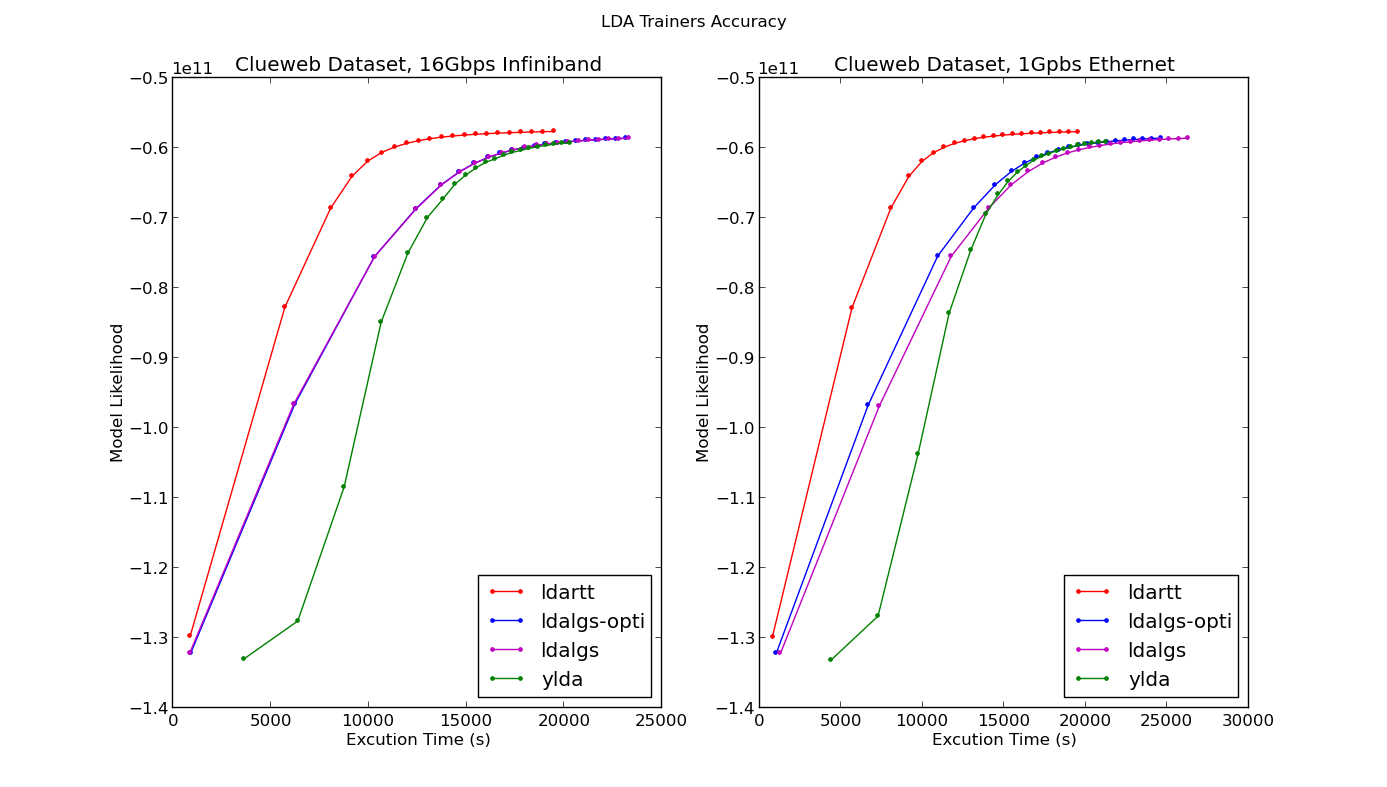 LDA Trainers Accuracy
Clueweb Dataset, 16Gbps Infiniband
1e11
−0.5
−0.6
−0.7
−0.8
−0.9
−1.0
−1.1
−1.2
−1.3
−1.4
Model Likelihood
0 5000 10000 15000 20000 25000
Excution Time (s)
ldartt
ldalgs-opti
ldalgs
ylda
Clueweb Dataset, 1Gpbs Ethernet
1e11
−0.5
−0.6
−0.7
−0.8
−0.9
−1.0
−1.1
−1.2
−1.3
−1.4
Model Likelihood
0 5000 10000 15000 20000 25000 30000
Excution Time (s)
ldartt
ldalgs-opti
ldalgs
ylda